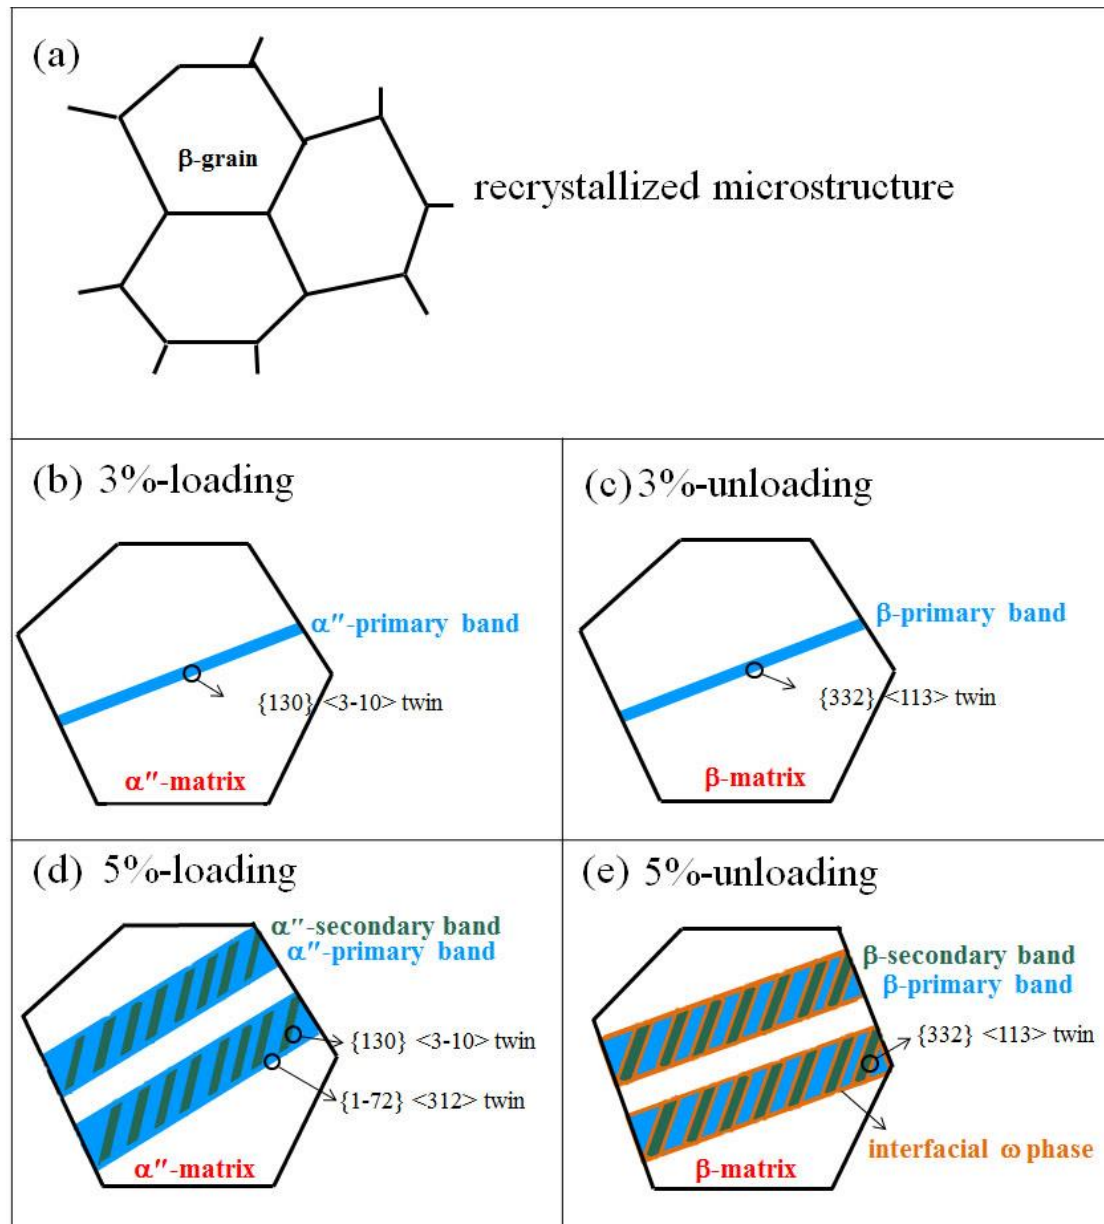 (a)
β-grain
recrystallized microstructure
(b) 3%-loading
α″-primary band
{130} <3-10> twin
α″-matrix
(c) 3%-unloading
β-primary band
{332} <113> twin
β-matrix
(d) 5%-loading
α″-secondary band
α″-primary band
{130} <3-10> twin
{1-72} <312> twin
α″-matrix
(e) 5%-unloading
β-secondary band
β-primary band
{332} <113> twin
interfacial ω phase
β-matrix